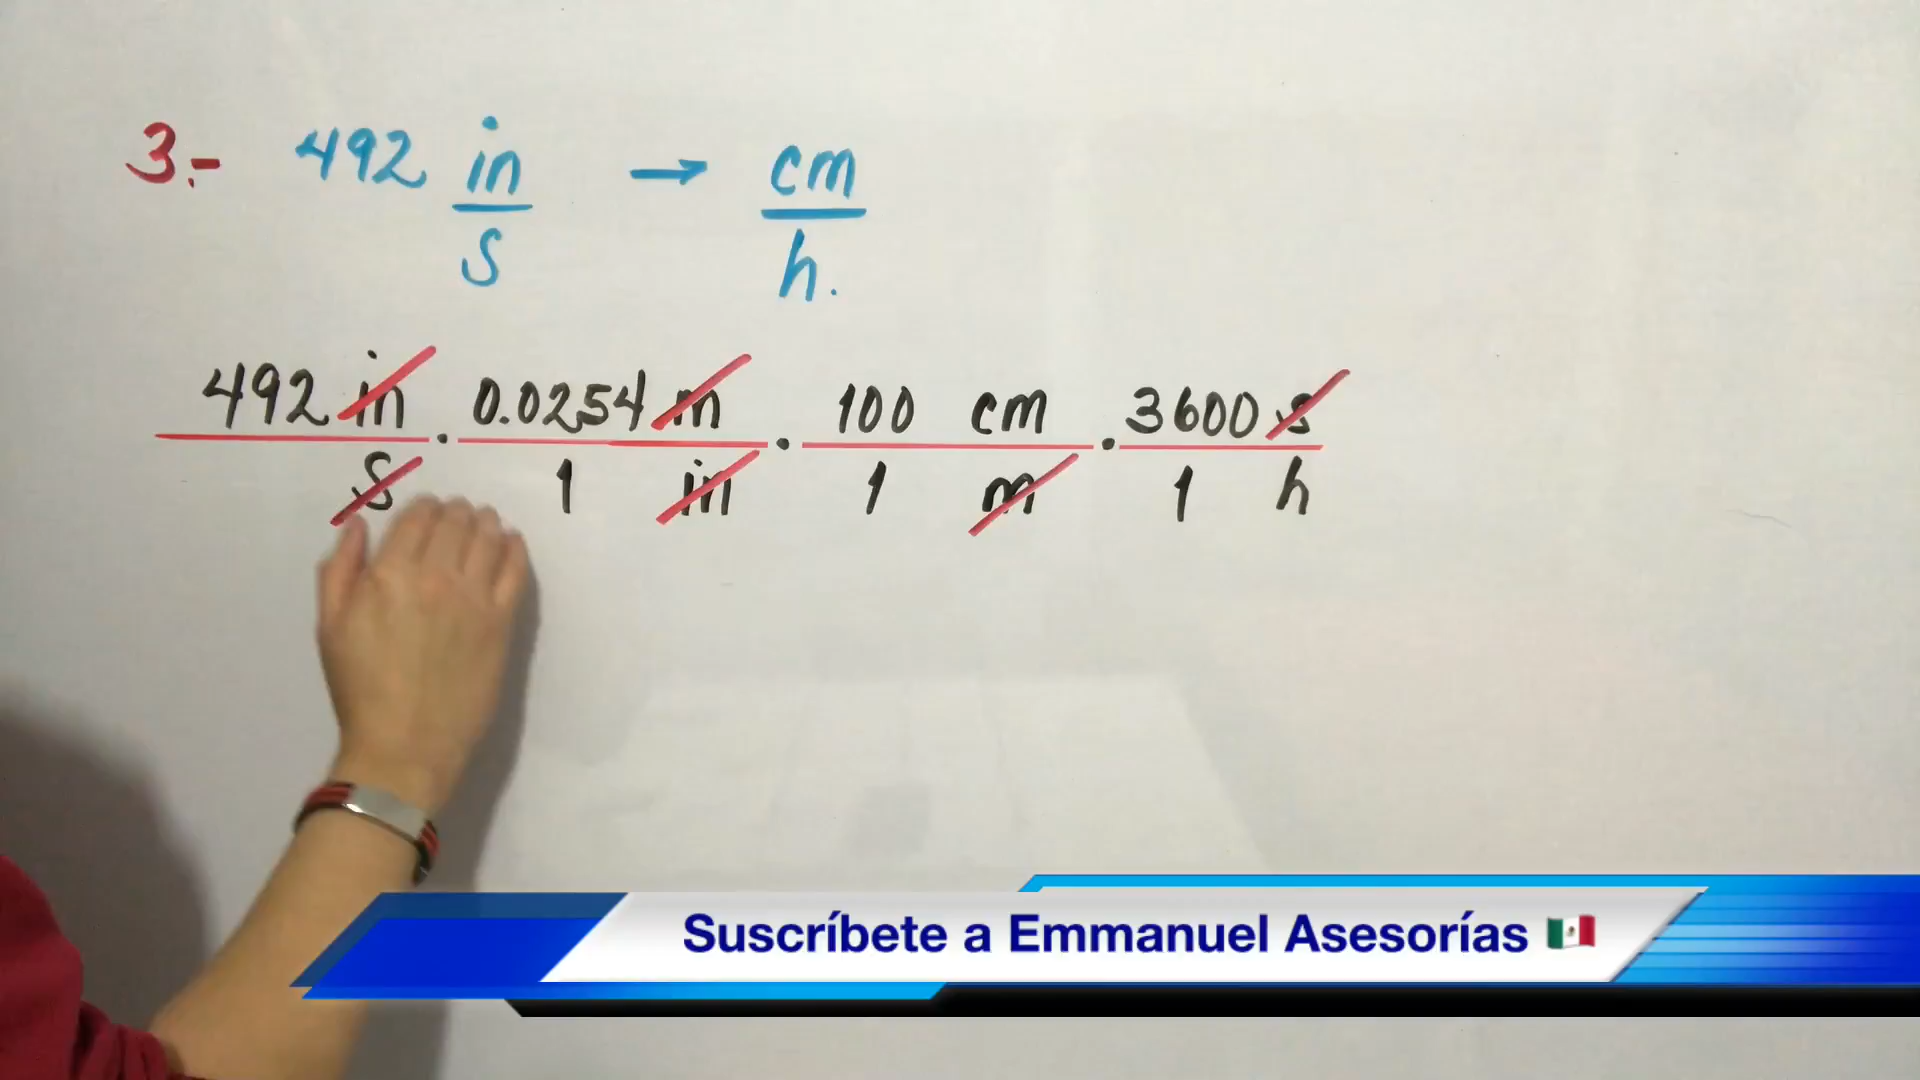 3.- 492 in/s → cm/h.
492 in/s · 0.0254 m/1 in · 100 cm/1 m · 3600 s/1 h
Suscríbete a Emmanuel Asesorías 🇲🇽